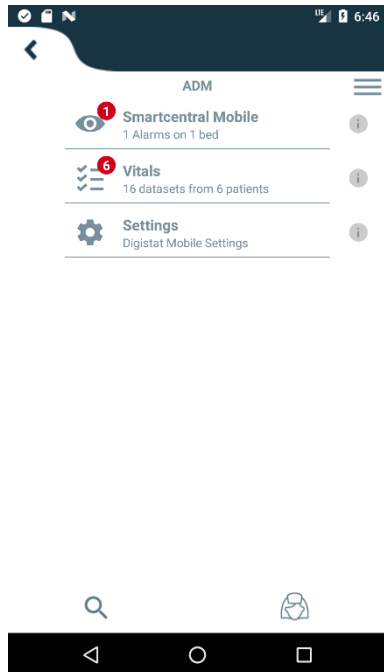 LTE 6:46
ADM
1
Smartcentral Mobile
i
1 Alarms on 1 bed
6
Vitals
i
16 datasets from 6 patients
Settings
i
Digistat Mobile Settings